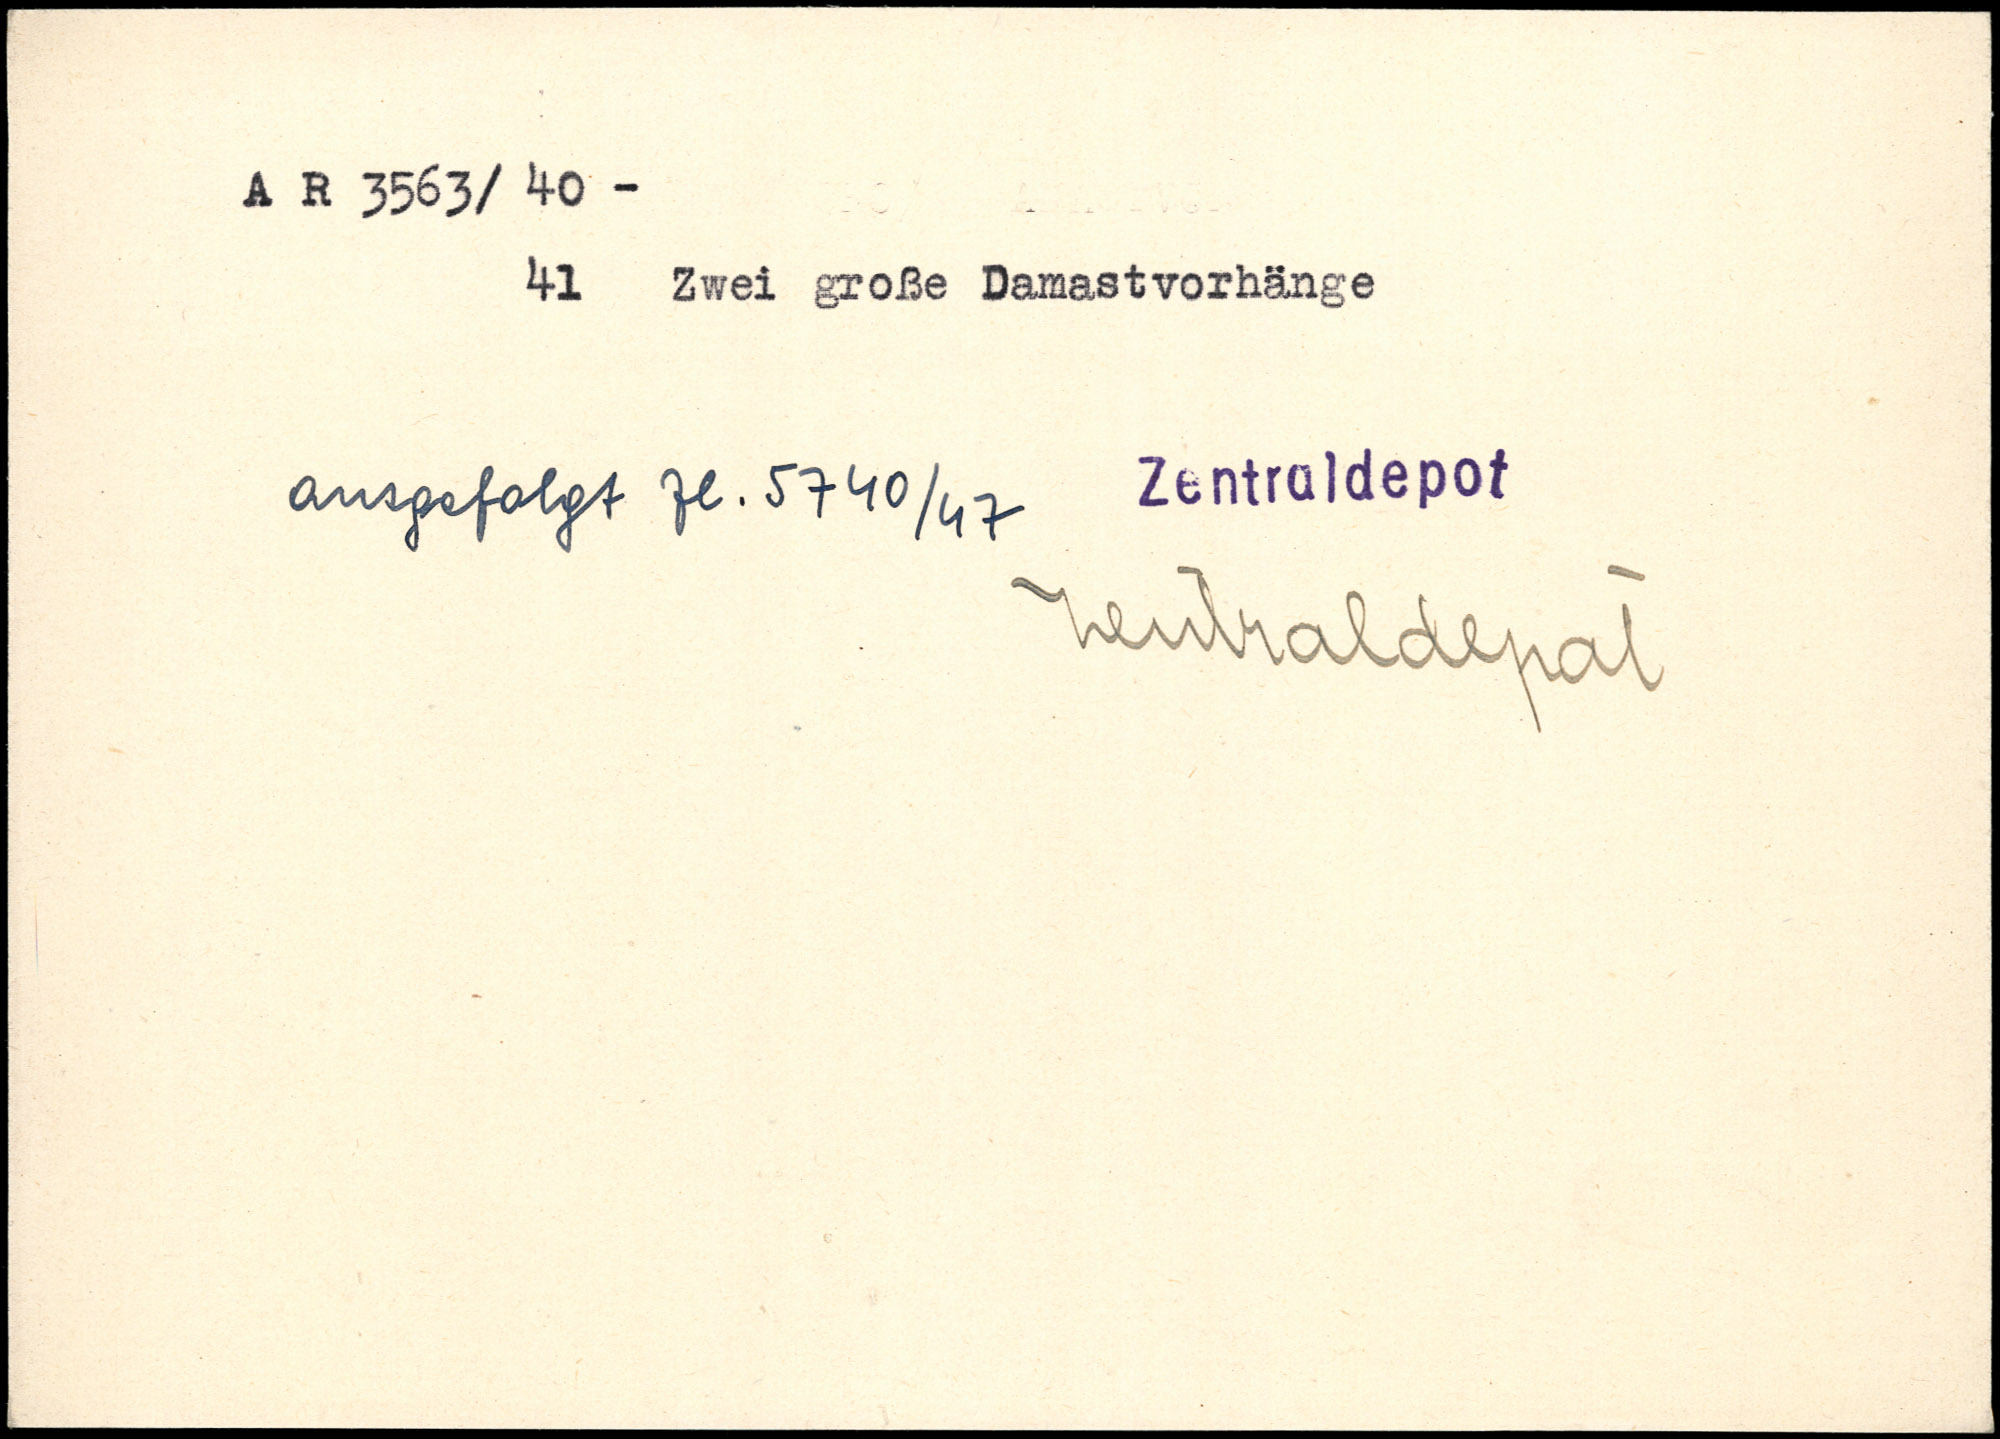 A R 3563/ 40 -
41 Zwei große Damastvorhänge
ausgefolgt Zl. 5740/47 Zentraldepot
Zentraldepot